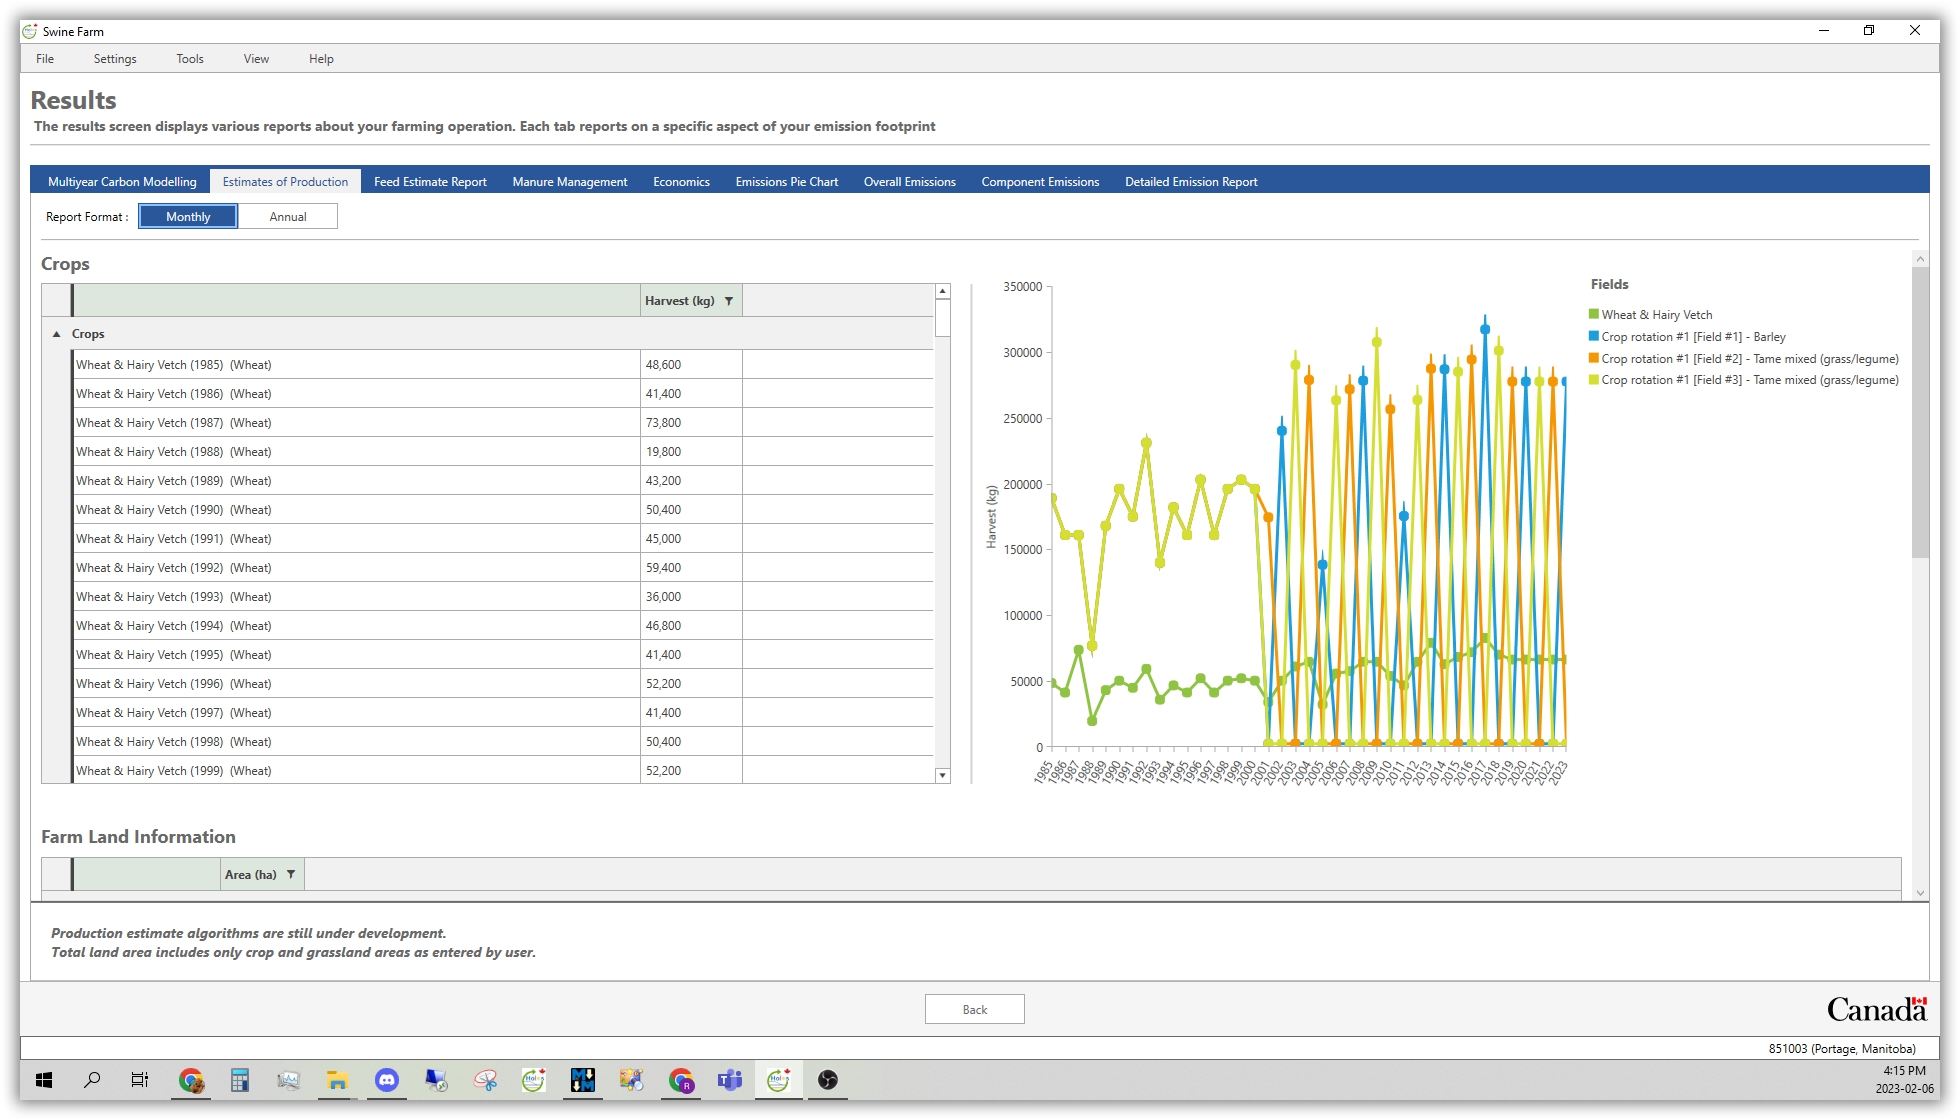 Swine Farm
File Settings Tools View Help
Results
The results screen displays various reports about your farming operation. Each tab reports on a specific aspect of your emission footprint
Multiyear Carbon Modelling Estimates of Production Feed Estimate Report Manure Management Economics Emissions Pie Chart Overall Emissions Component Emissions Detailed Emission Report
Report Format : Monthly Annual
Crops
Harvest (kg)
Crops
Wheat & Hairy Vetch (1985) (Wheat) 48,600
Wheat & Hairy Vetch (1986) (Wheat) 41,400
Wheat & Hairy Vetch (1987) (Wheat) 73,800
Wheat & Hairy Vetch (1988) (Wheat) 19,800
Wheat & Hairy Vetch (1989) (Wheat) 43,200
Wheat & Hairy Vetch (1990) (Wheat) 50,400
Wheat & Hairy Vetch (1991) (Wheat) 45,000
Wheat & Hairy Vetch (1992) (Wheat) 59,400
Wheat & Hairy Vetch (1993) (Wheat) 36,000
Wheat & Hairy Vetch (1994) (Wheat) 46,800
Wheat & Hairy Vetch (1995) (Wheat) 41,400
Wheat & Hairy Vetch (1996) (Wheat) 52,200
Wheat & Hairy Vetch (1997) (Wheat) 41,400
Wheat & Hairy Vetch (1998) (Wheat) 50,400
Wheat & Hairy Vetch (1999) (Wheat) 52,200
Harvest (kg)
350000
300000
250000
200000
150000
100000
50000
0
1985 1986 1987 1988 1989 1990 1991 1992 1993 1994 1995 1996 1997 1998 1999 2000 2001 2002 2003 2004 2005 2006 2007 2008 2009 2010 2011 2012 2013 2014 2015 2016 2017 2018 2019 2020 2021 2022 2023
Fields
Wheat & Hairy Vetch
Crop rotation #1 [Field #1] - Barley
Crop rotation #1 [Field #2] - Tame mixed (grass/legume)
Crop rotation #1 [Field #3] - Tame mixed (grass/legume)
Farm Land Information
Area (ha)
Production estimate algorithms are still under development.
Total land area includes only crop and grassland areas as entered by user.
Back
Canada
851003 (Portage, Manitoba)
4:15 PM
2023-02-06